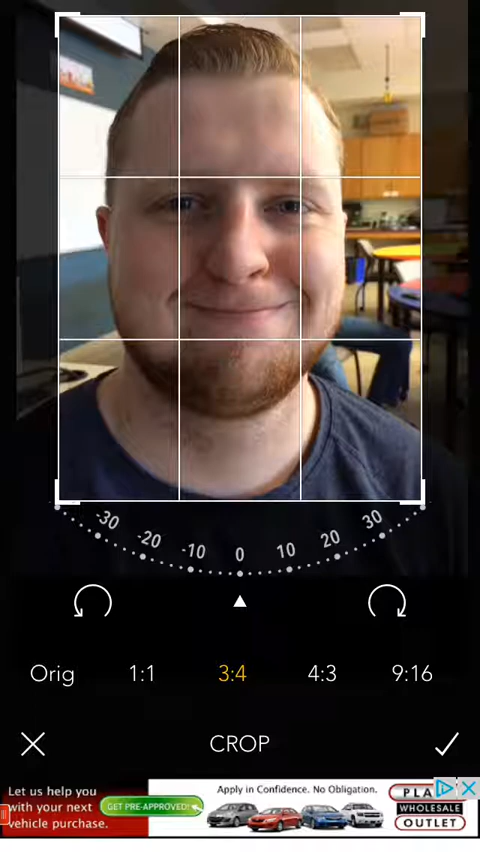 -30 -20 -10 0 10 20 30
Orig 1:1 3:4 4:3 9:16
CROP
Let us help you
with your next
vehicle purchase.
GET PRE-APPROVED!
Apply in Confidence. No Obligation.
PLA
WHOLESALE
OUTLET